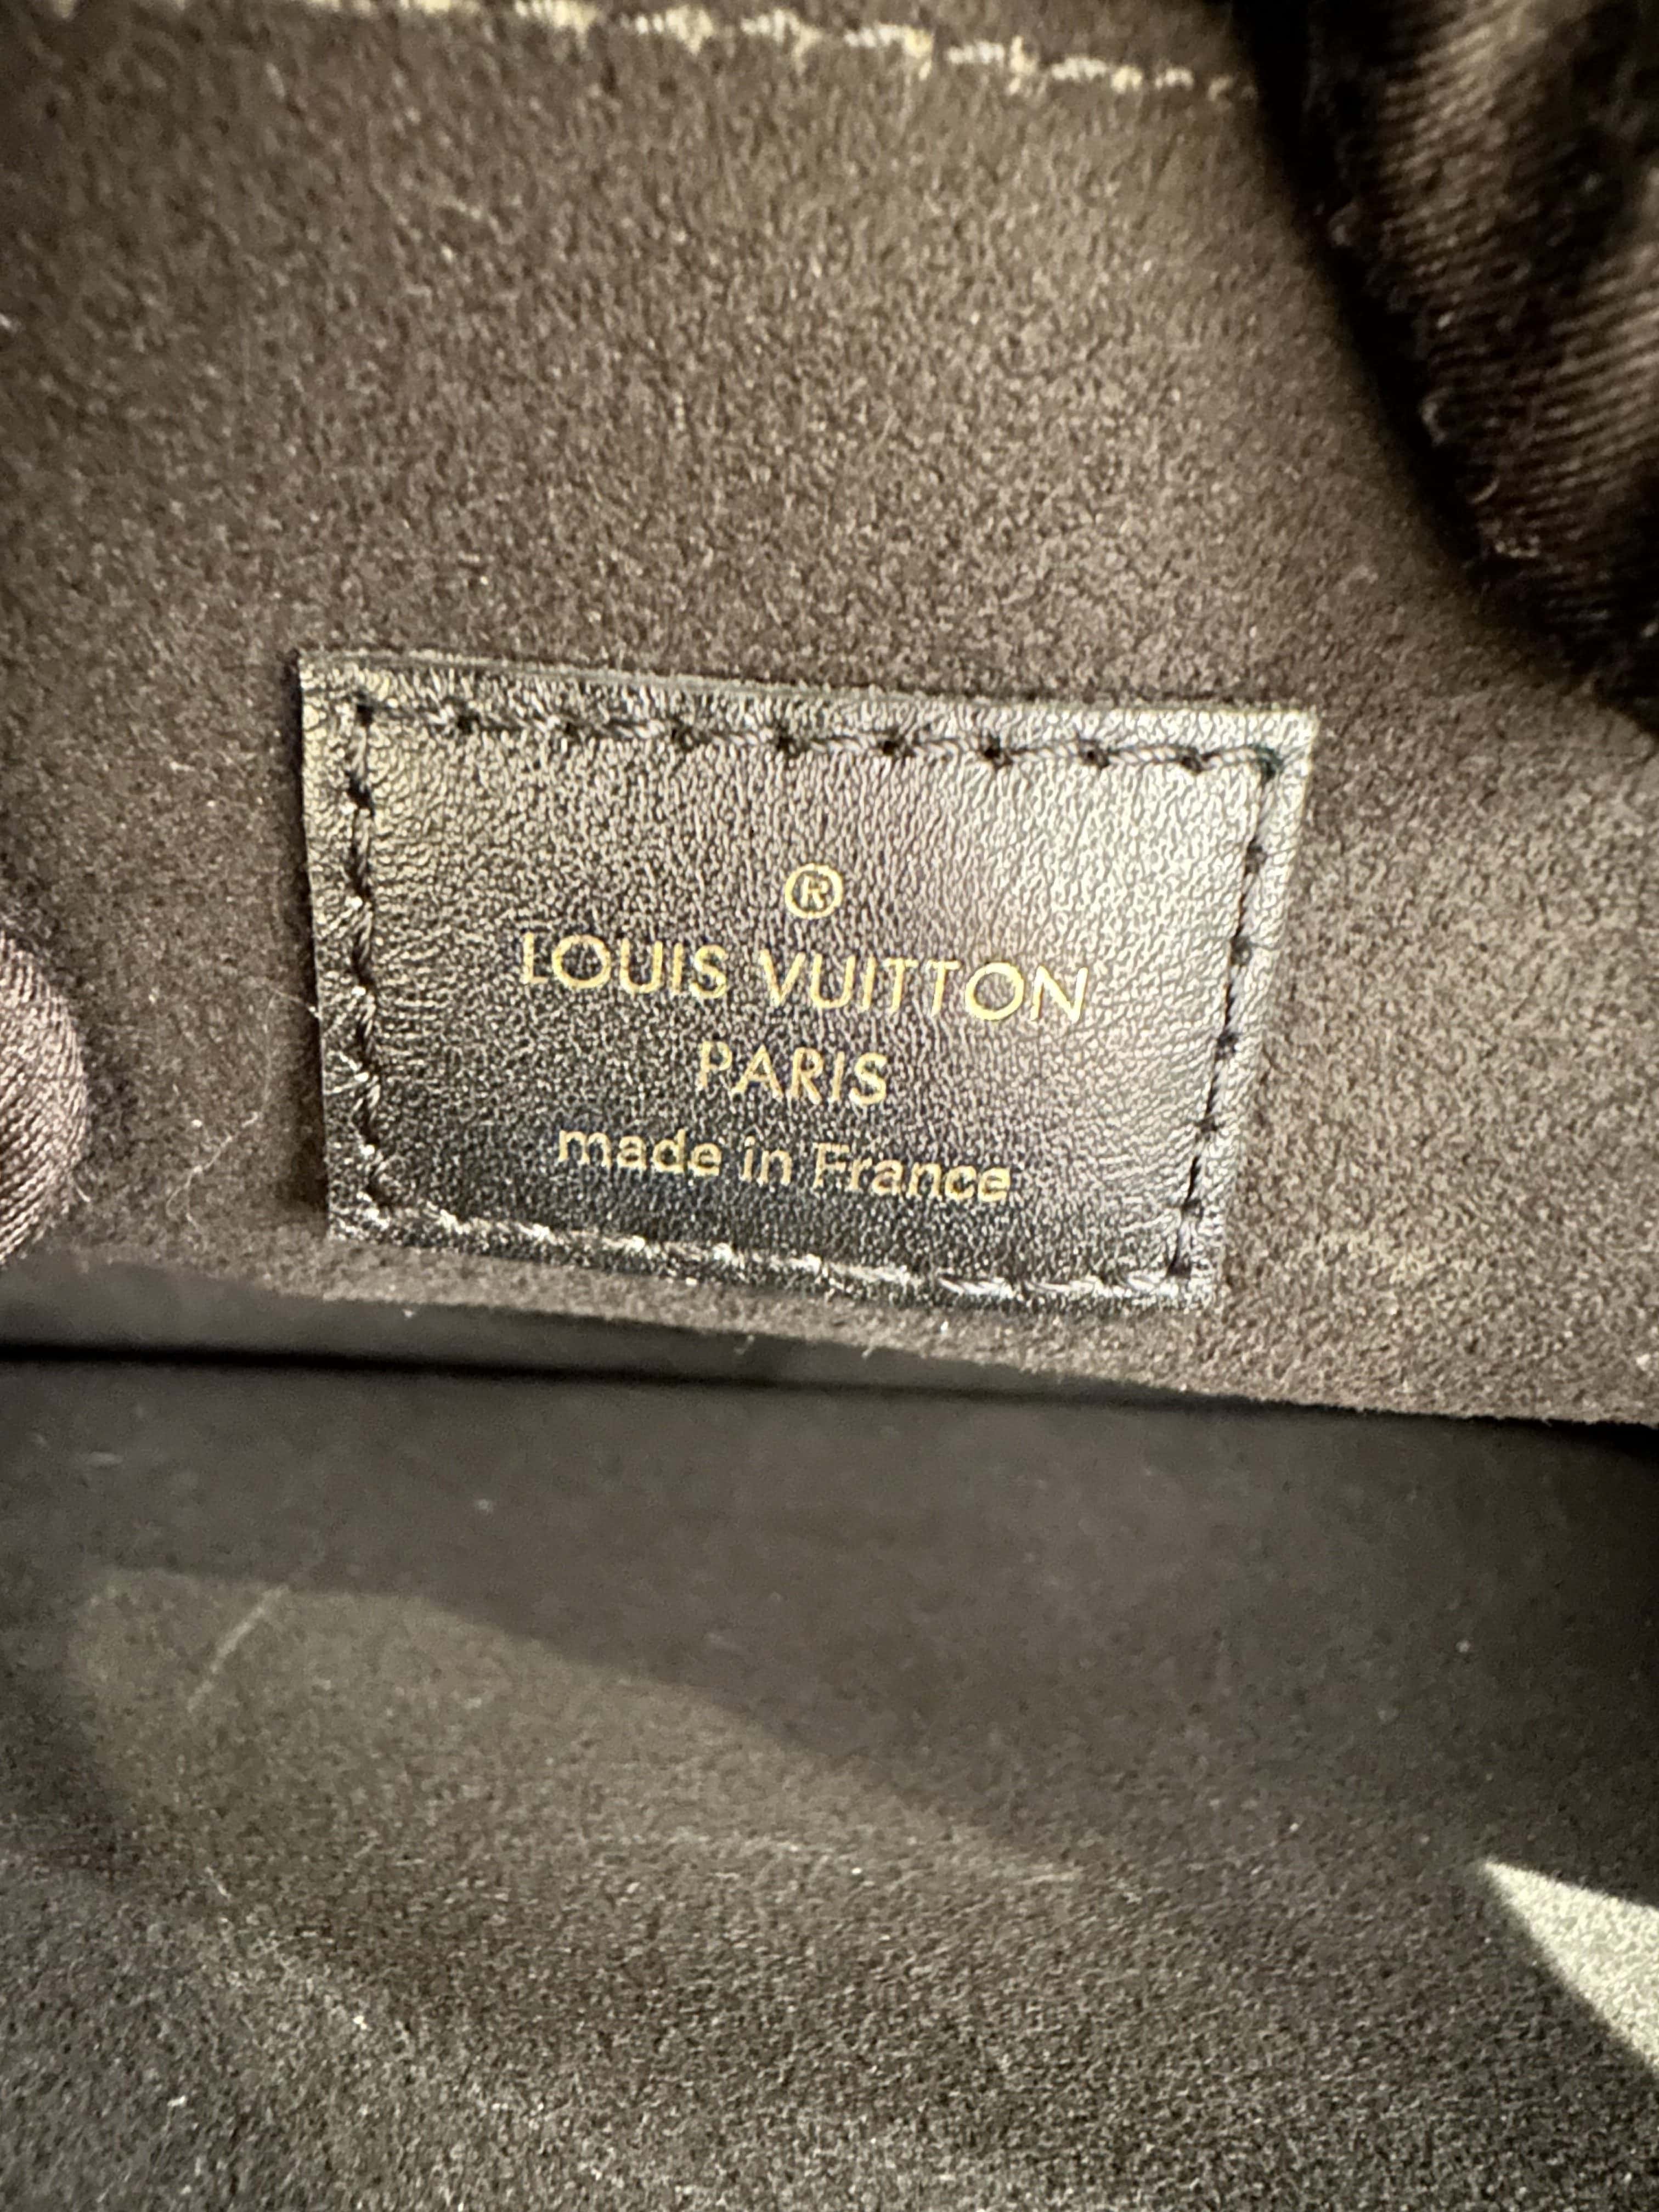 ®
LOUIS VUITTON
PARIS
made in France